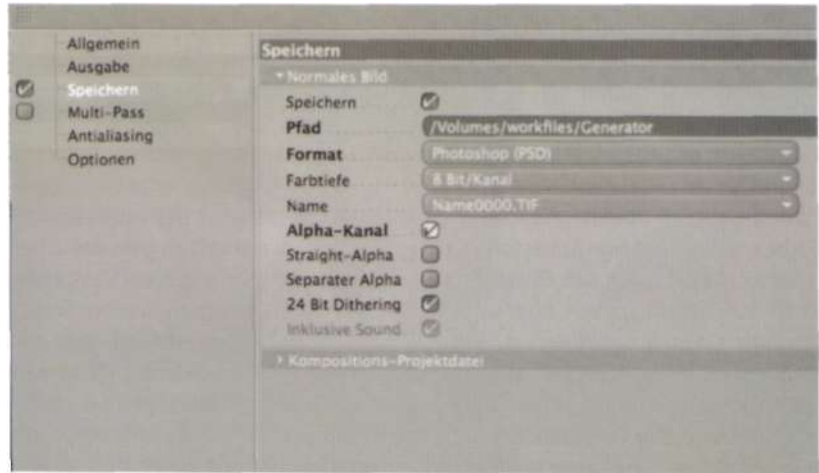 Allgemein
Ausgabe
Speichern
Multi-Pass
Antialiasing
Optionen
Speichern
Normales Bild
Speichern
Pfad /Volumes/workfiles/Generator
Format Photoshop (PSD)
Farbtiefe 8 Bit/Kanal
Name Name0000.TIF
Alpha-Kanal
Straight-Alpha
Separater Alpha
24 Bit Dithering
Inklusive Sound
Kompositions-Projektdatei